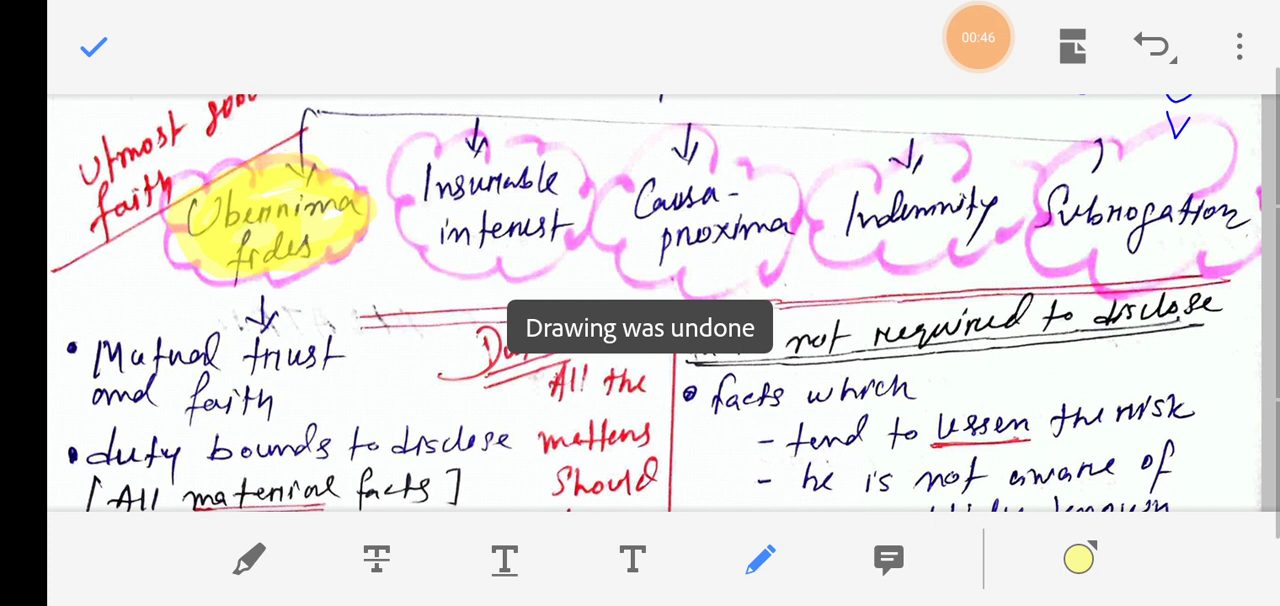 00:46
Utmost good
faith
Uberrima
fides
Insurable
interest
Causa-
proxima
Indemnity
Subrogation
Drawing was undone
• Mutual trust
and faith
• duty bounds to disclose
[All material facts]
All the
matters
Should
not required to disclose
• facts which
- tend to lessen the risk
- he is not aware of